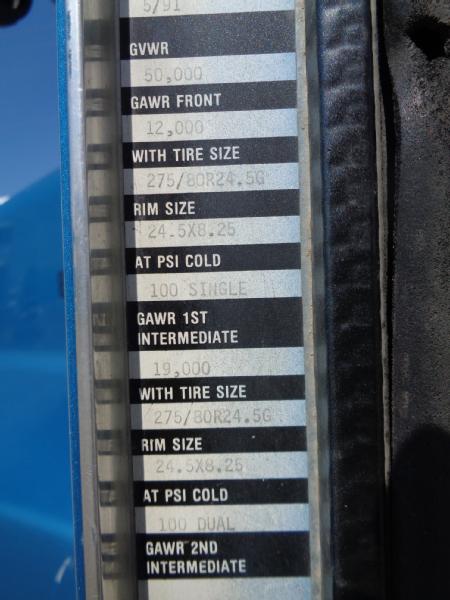 5/91
GVWR
50,000
GAWR FRONT
12,000
WITH TIRE SIZE
275/80R24.5G
RIM SIZE
24.5X8.25
AT PSI COLD
100 SINGLE
GAWR 1ST
INTERMEDIATE
19,000
WITH TIRE SIZE
275/80R24.5G
RIM SIZE
24.5X8.25
AT PSI COLD
100 DUAL
GAWR 2ND
INTERMEDIATE